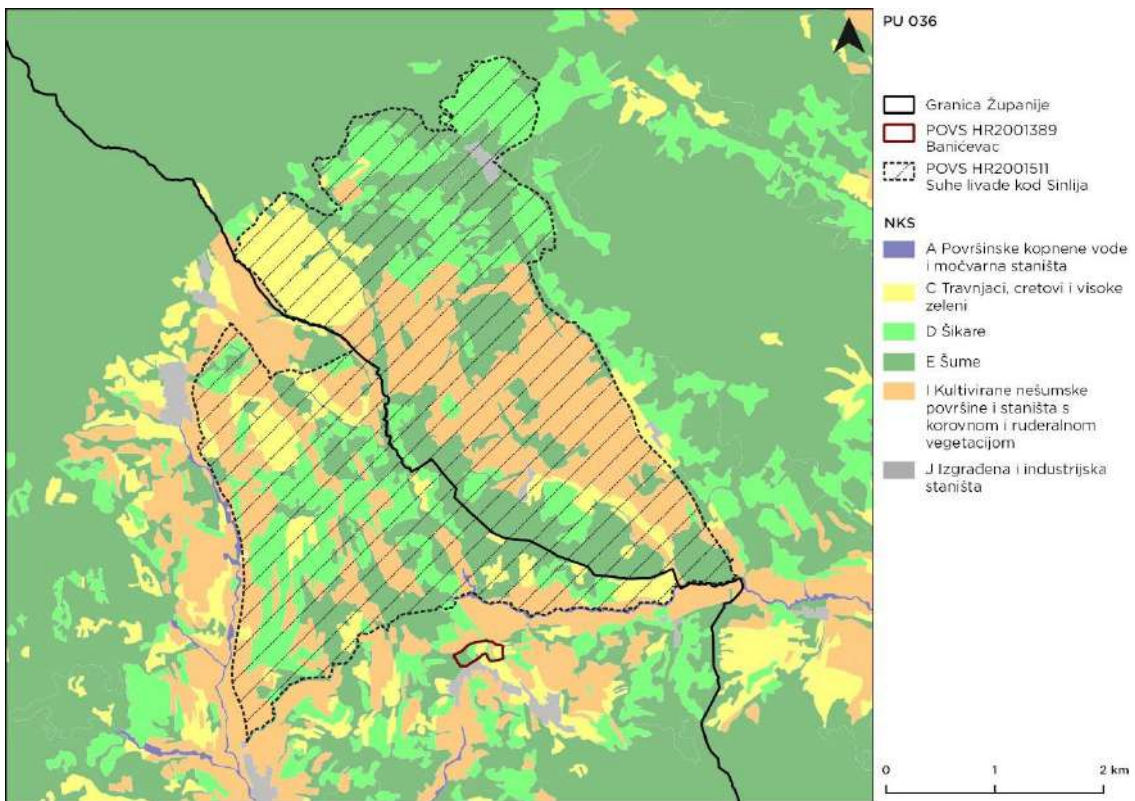 PU 036
Granica Županije
POVS HR2001389
Banićevac
POVS HR2001511
Suhe livade kod Sinlija
NKS
A Površinske kopnene vode
i močvarna staništa
C Travnjaci, cretovi i visoke
zeleni
D Šikare
E Šume
I Kultivirane nešumske
površine i staništa s
korovnom i ruderalnom
vegetacijom
J Izgrađena i industrijska
staništa
0 1 2 km